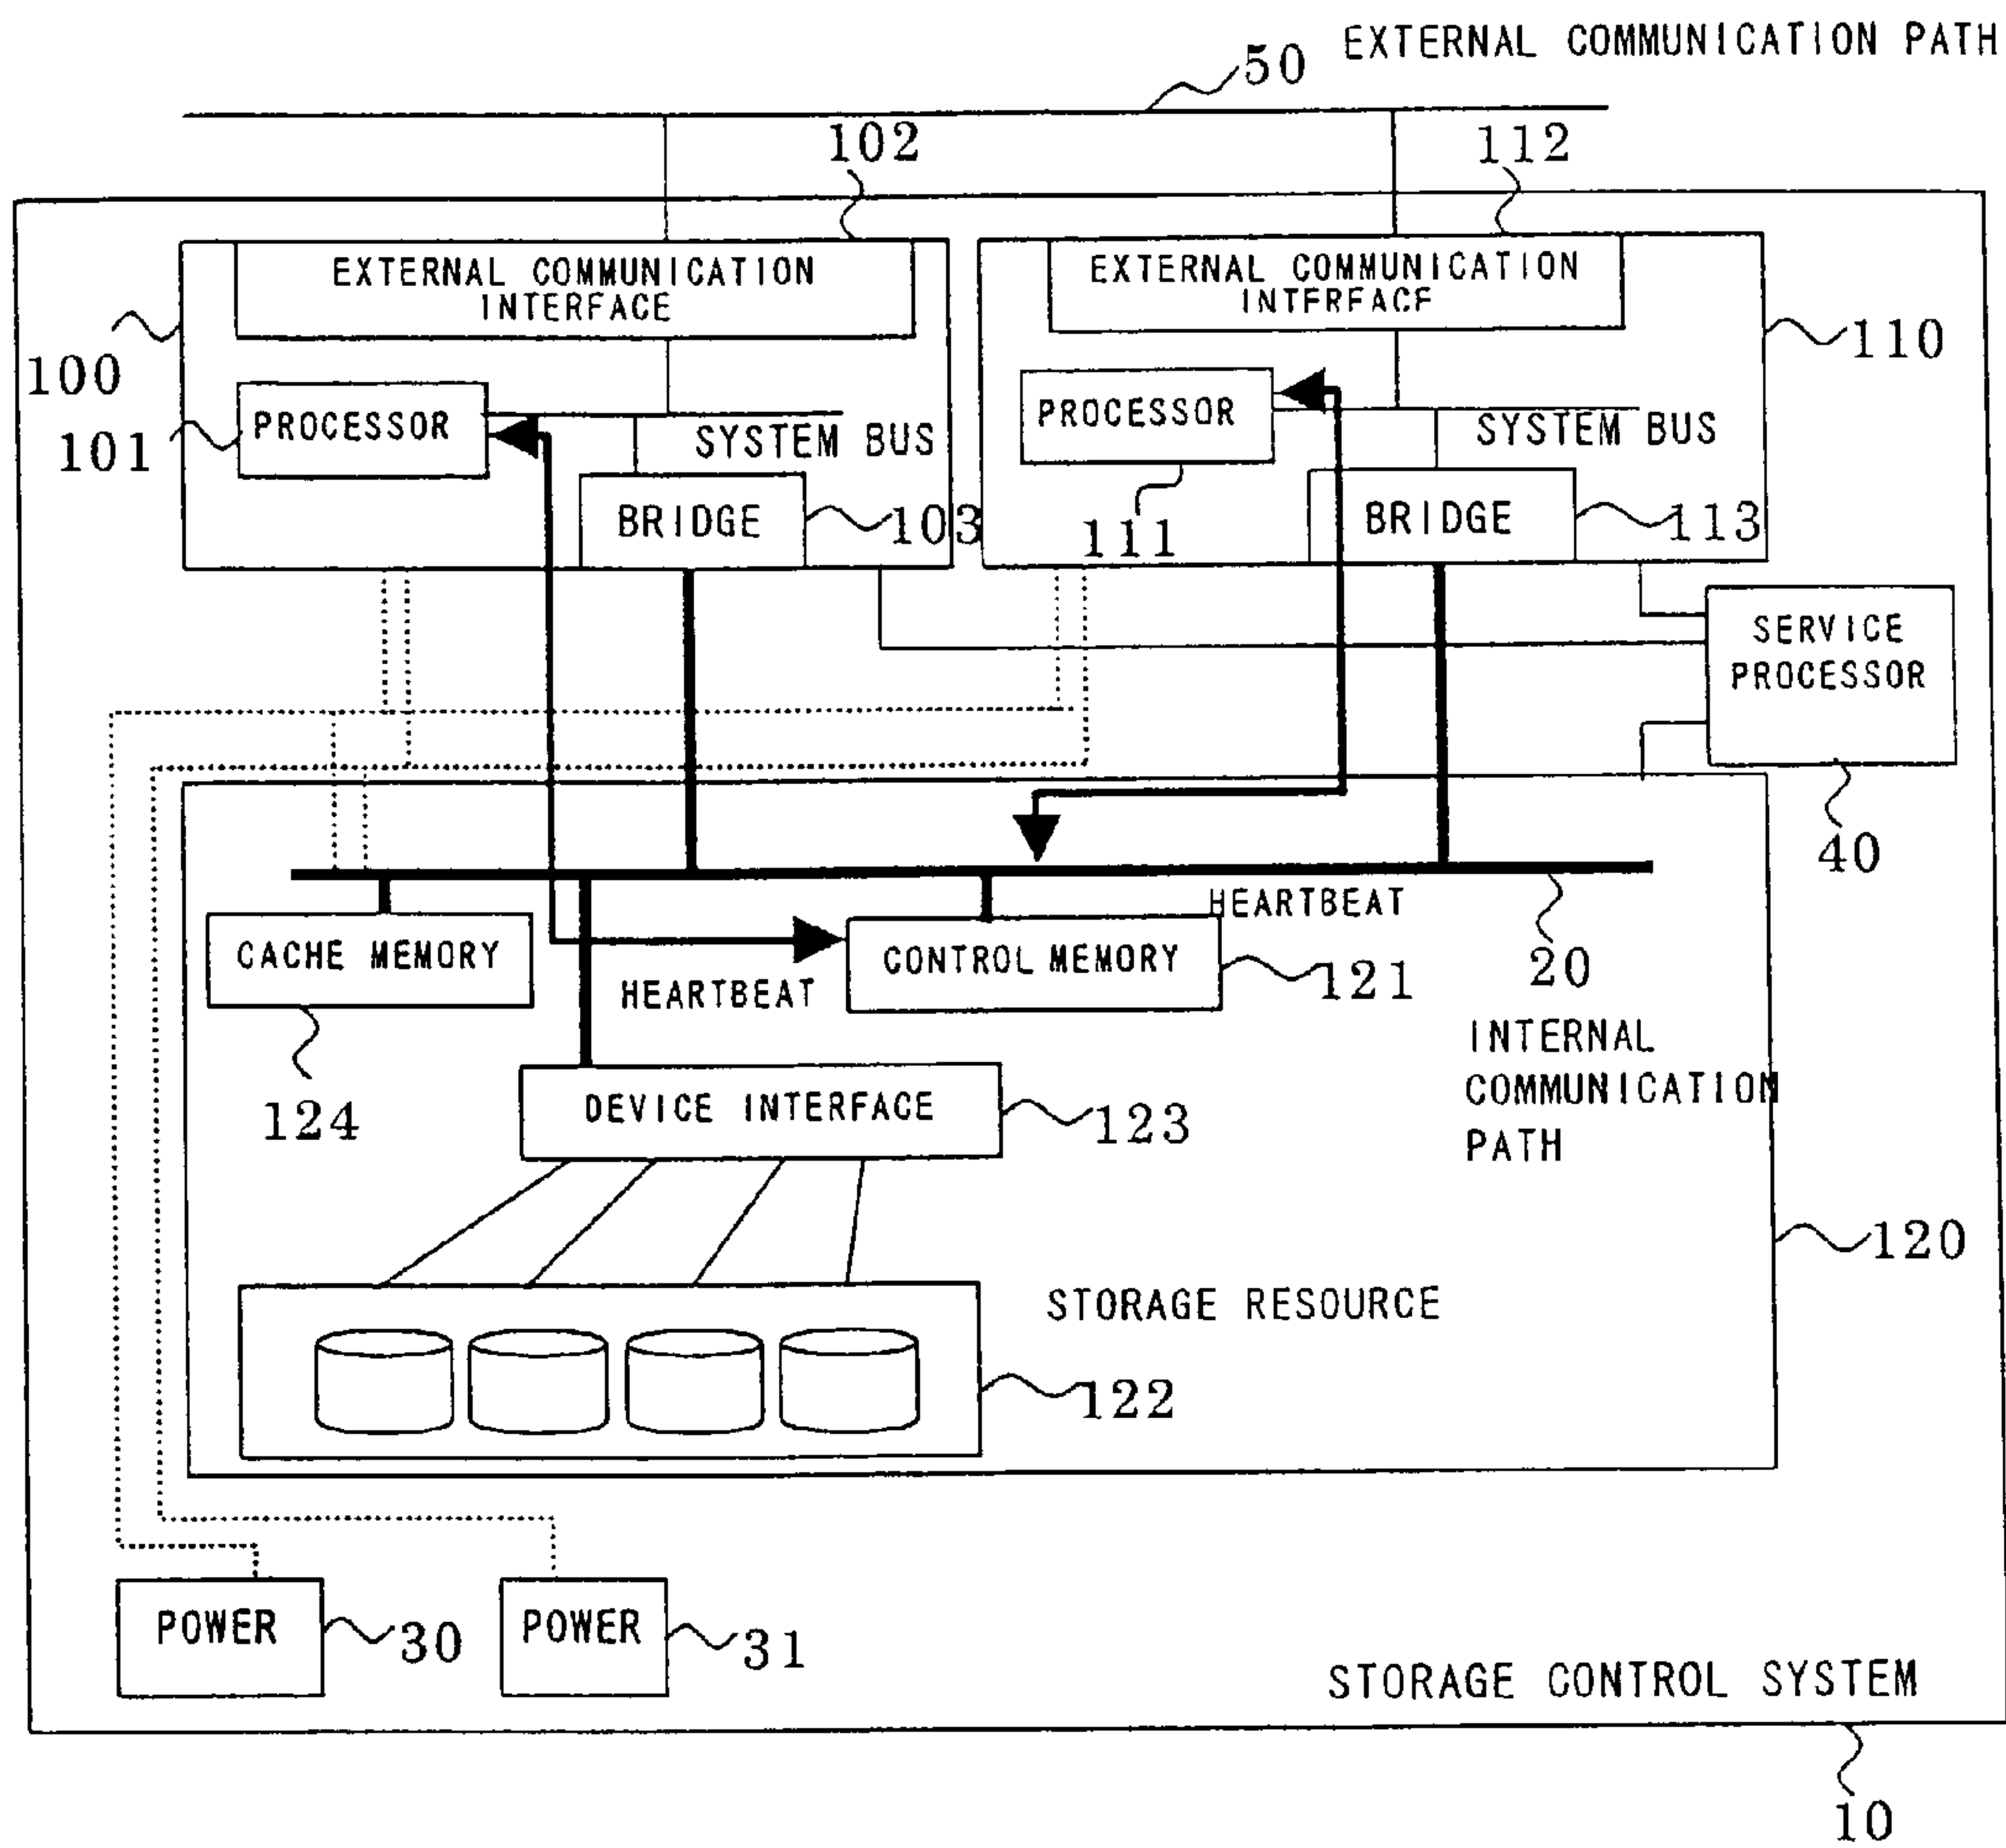 EXTERNAL COMMUNICATION PATH
50
102
112
EXTERNAL COMMUNICATION
INTERFACE
EXTERNAL COMMUNICATION
INTERFACE
100
110
PROCESSOR
101
SYSTEM BUS
PROCESSOR
SYSTEM BUS
BRIDGE
103
111
BRIDGE
113
SERVICE
PROCESSOR
40
HEARTBEAT
20
CACHE MEMORY
CONTROL MEMORY
121
HEARTBEAT
INTERNAL
COMMUNICATION
PATH
124
DEVICE INTERFACE
123
120
STORAGE RESOURCE
122
POWER
30
POWER
31
STORAGE CONTROL SYSTEM
10